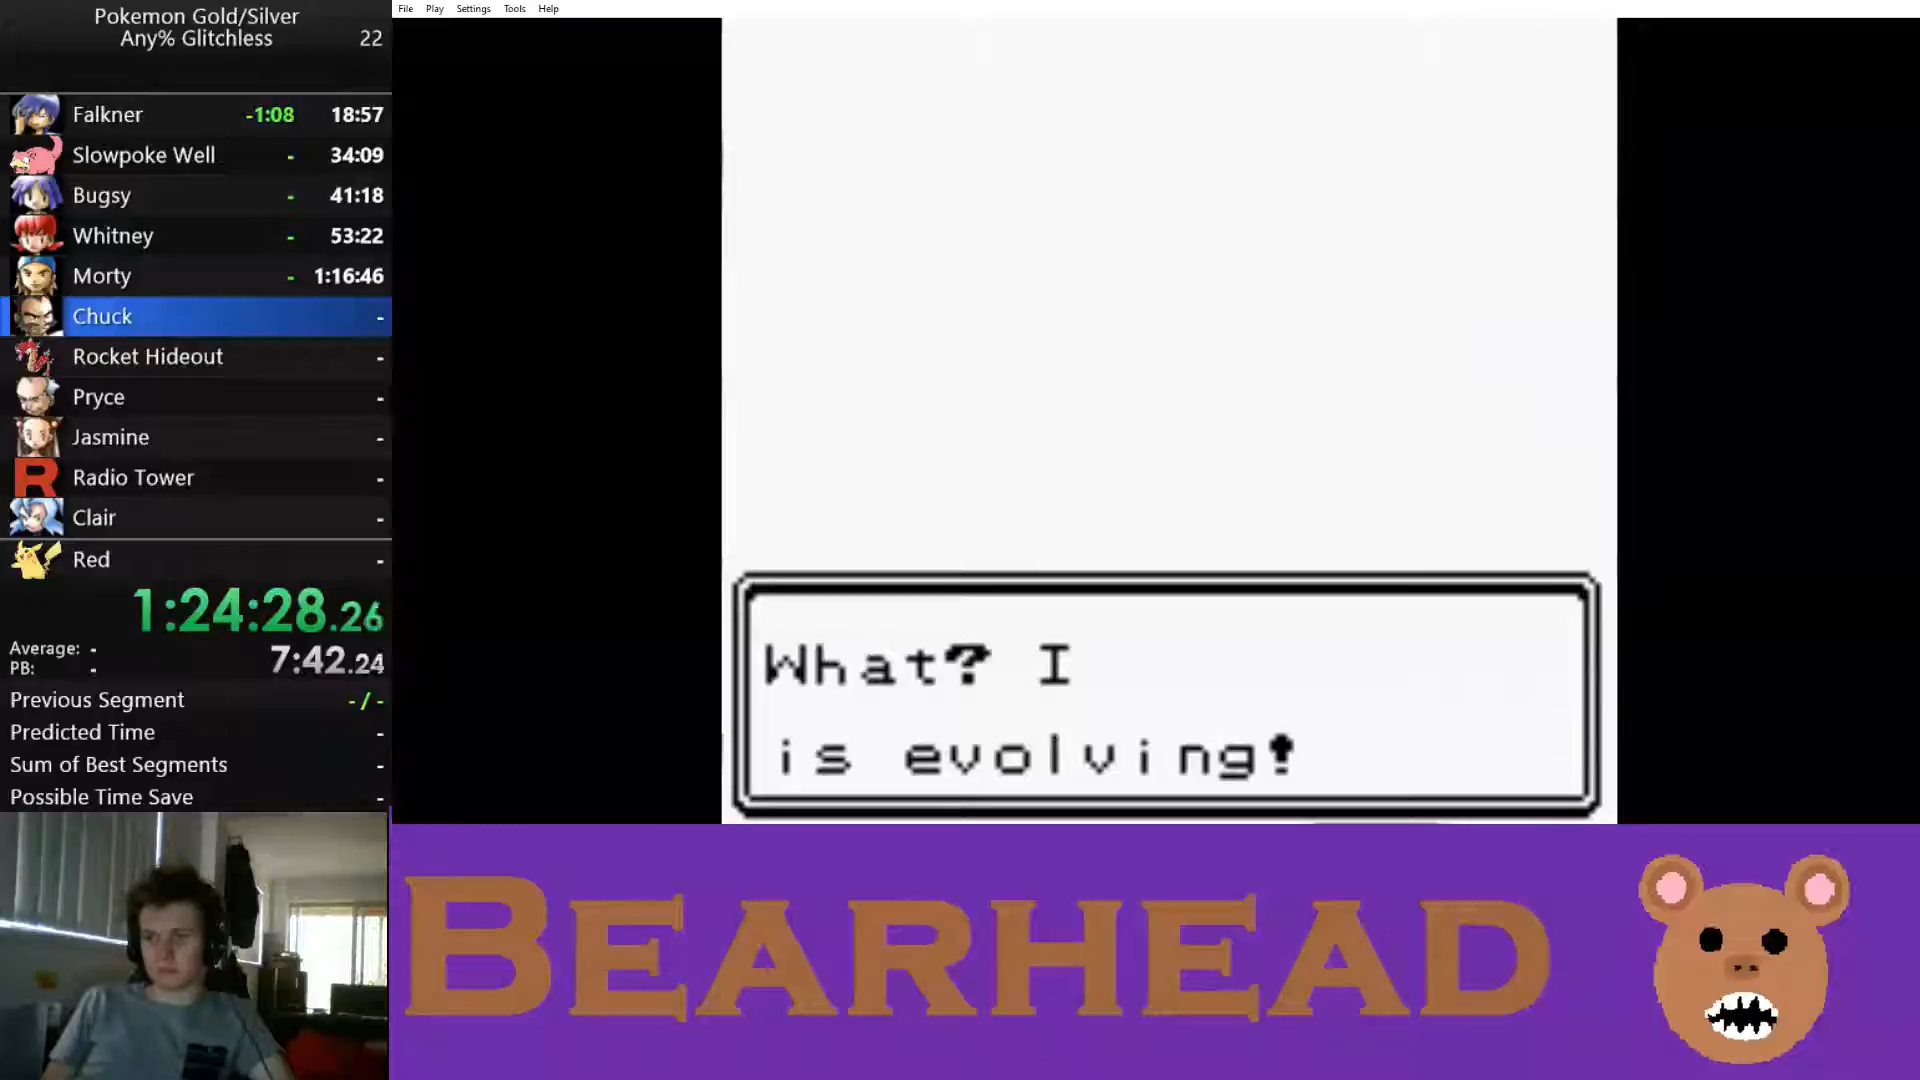 File Play Settings Tools Help
Pokemon Gold/Silver
Any% Glitchless 22
Falkner -1:08 18:57
Slowpoke Well - 34:09
Bugsy - 41:18
Whitney - 53:22
Morty - 1:16:46
Chuck -
Rocket Hideout -
Pryce -
Jasmine -
R Radio Tower -
Clair -
Red -
1:24:28.26
Average: -
PB: - 7:42.24
Previous Segment - / -
Predicted Time -
Sum of Best Segments -
Possible Time Save -
What? I
is evolving!
BEARHEAD